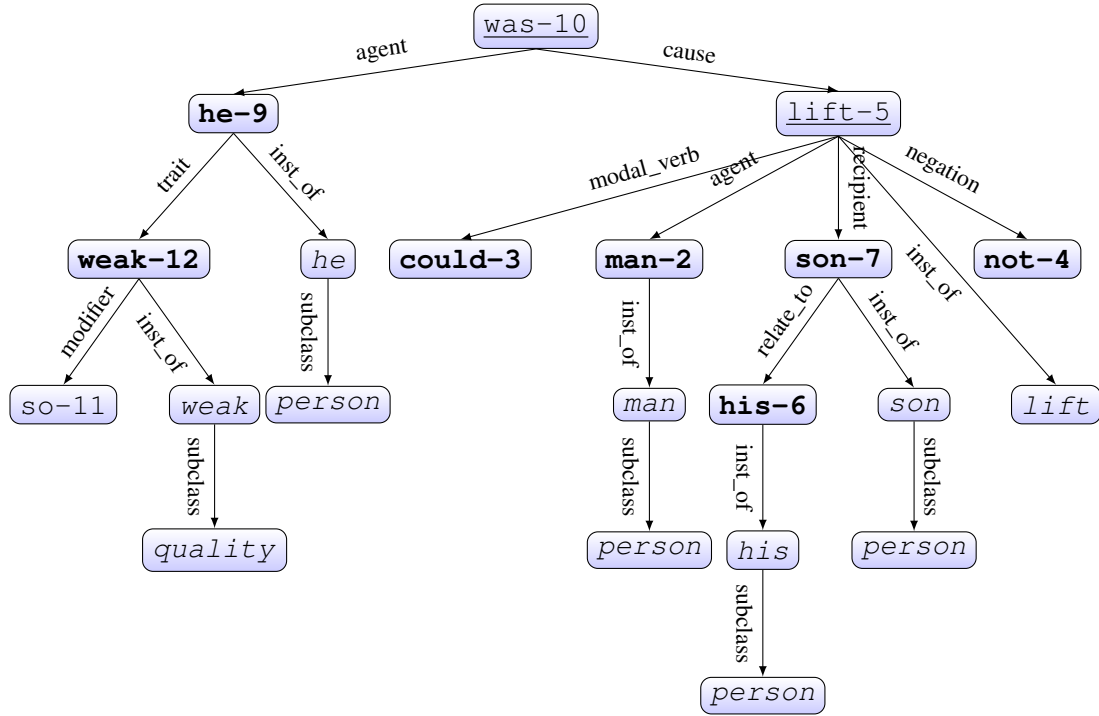 was-10
agent cause
he-9 lift-5
trait inst_of modal_verb agent recipient inst_of negation
weak-12 he could-3 man-2 son-7 not-4
modifier inst_of subclass inst_of relate_to inst_of
so-11 weak person man his-6 son lift
subclass subclass inst_of subclass
quality person his person
subclass
person